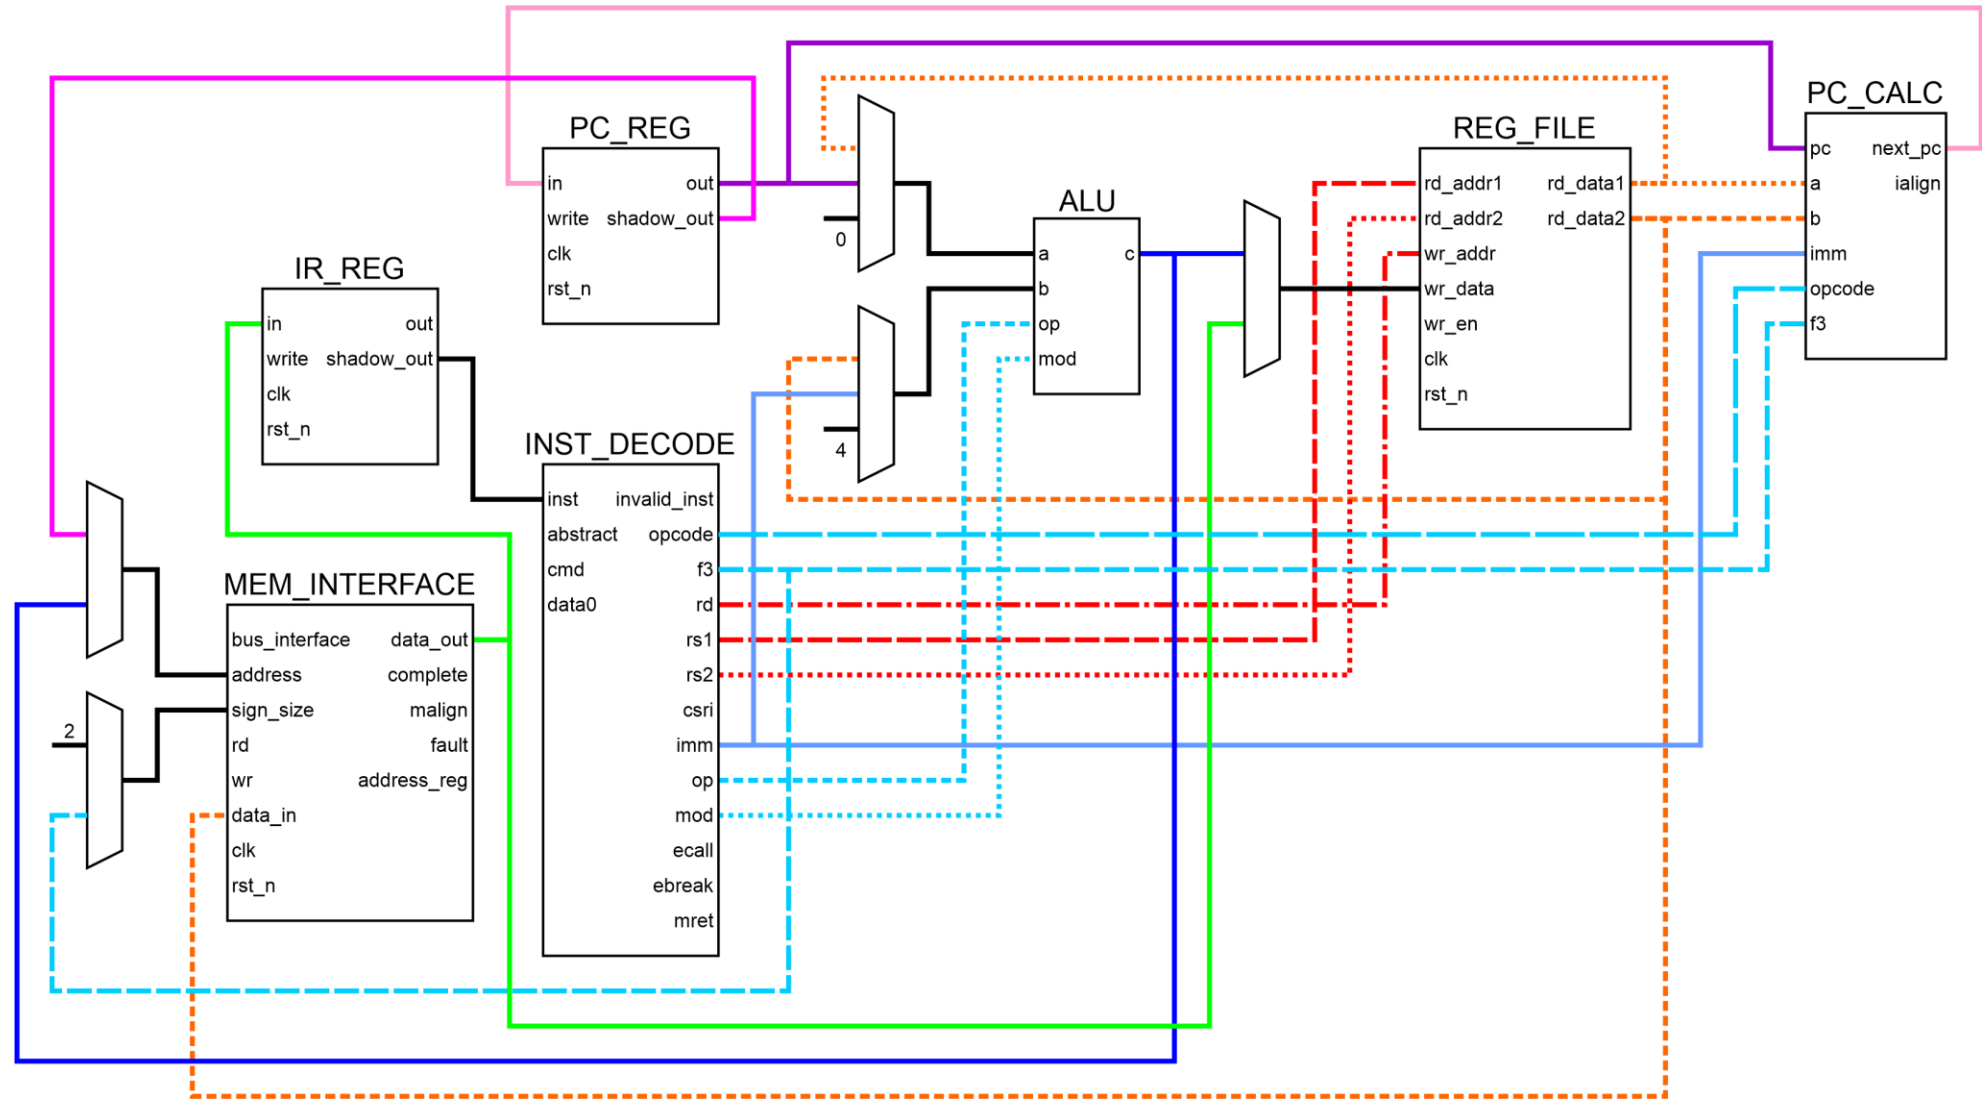 PC_CALC
pc next_pc
a ialign
b
imm
opcode
f3
PC_REG
in out
write shadow_out
clk
rst_n
0
4
ALU
a c
b
op
mod
REG_FILE
rd_addr1 rd_data1
rd_addr2 rd_data2
wr_addr
wr_data
wr_en
clk
rst_n
IR_REG
in out
write shadow_out
clk
rst_n
INST_DECODE
inst invalid_inst
abstract opcode
cmd f3
data0 rd
rs1
rs2
csri
imm
op
mod
ecall
ebreak
mret
MEM_INTERFACE
bus_interface data_out
address complete
sign_size malign
rd fault
wr address_reg
data_in
clk
rst_n
2